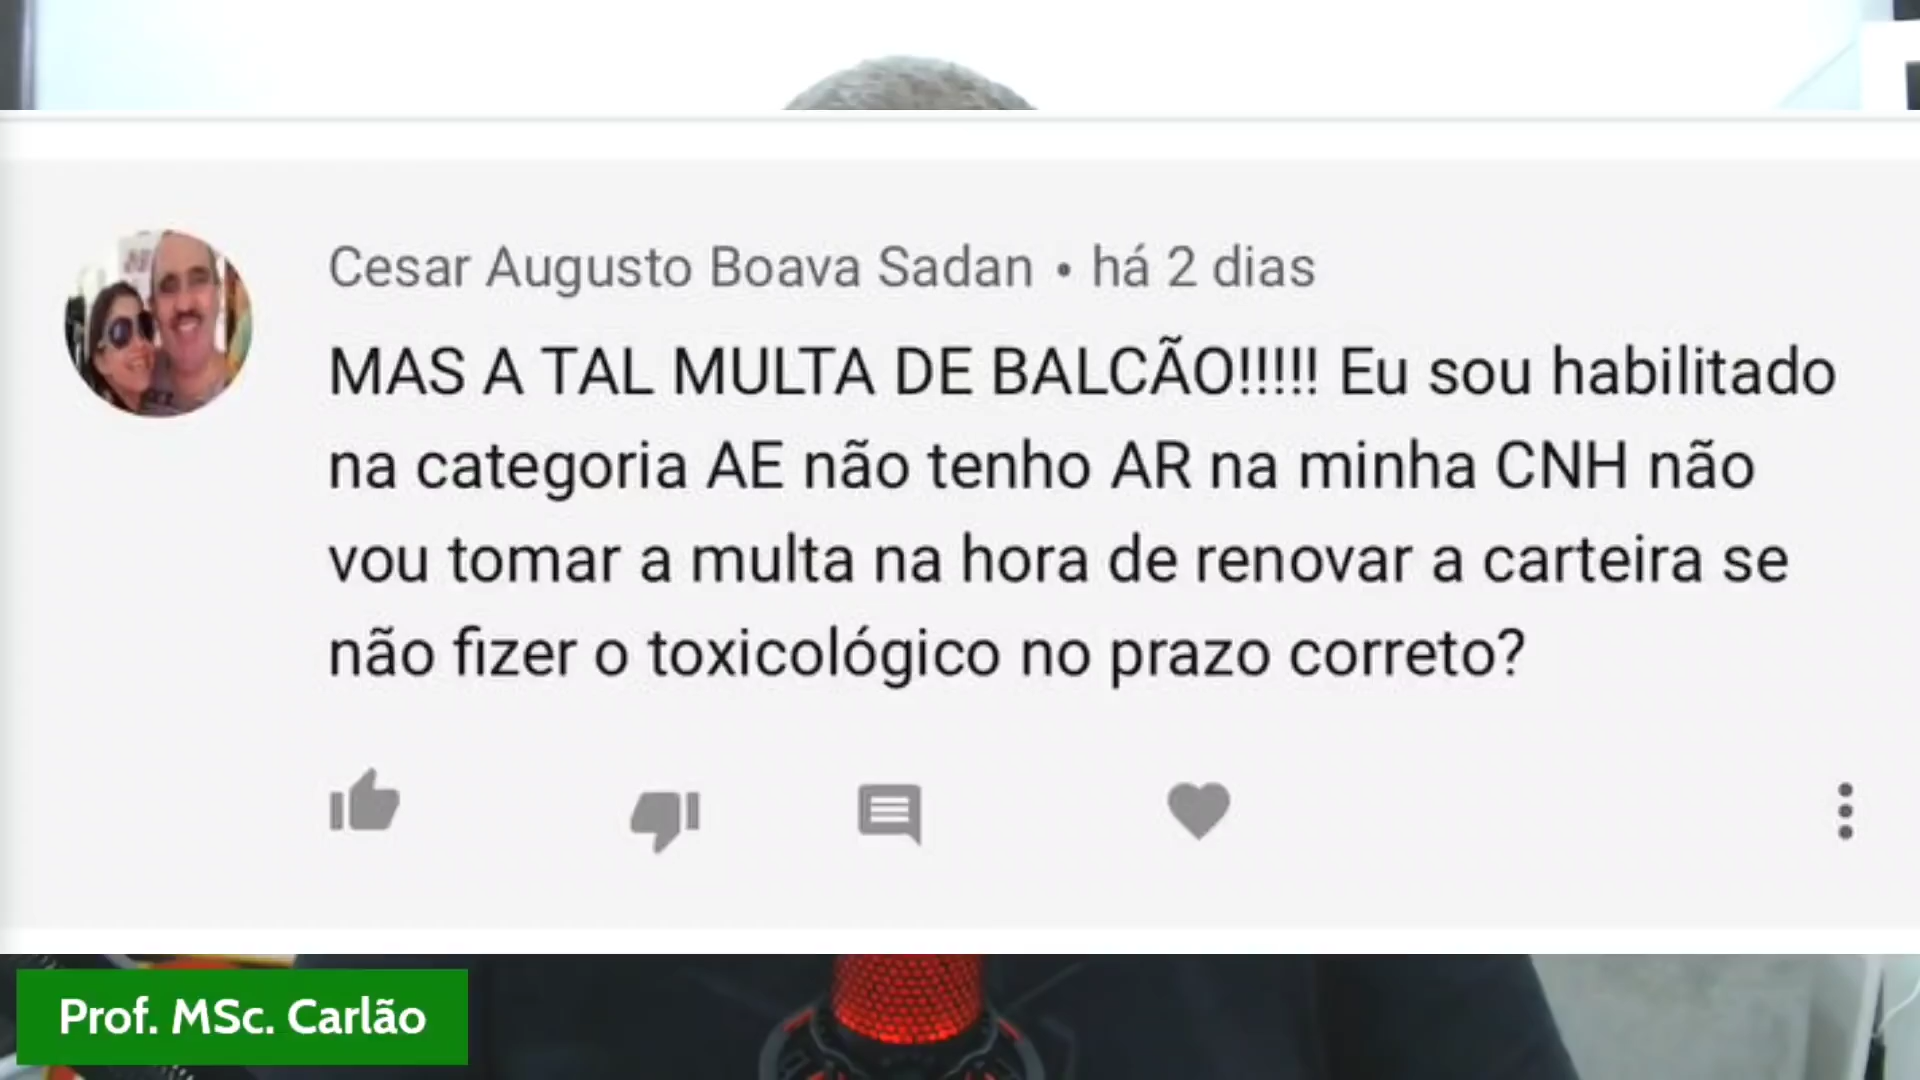 Cesar Augusto Boava Sadan • há 2 dias
MAS A TAL MULTA DE BALCÃO!!!!! Eu sou habilitado
na categoria AE não tenho AR na minha CNH não
vou tomar a multa na hora de renovar a carteira se
não fizer o toxicológico no prazo correto?
Prof. MSc. Carlão